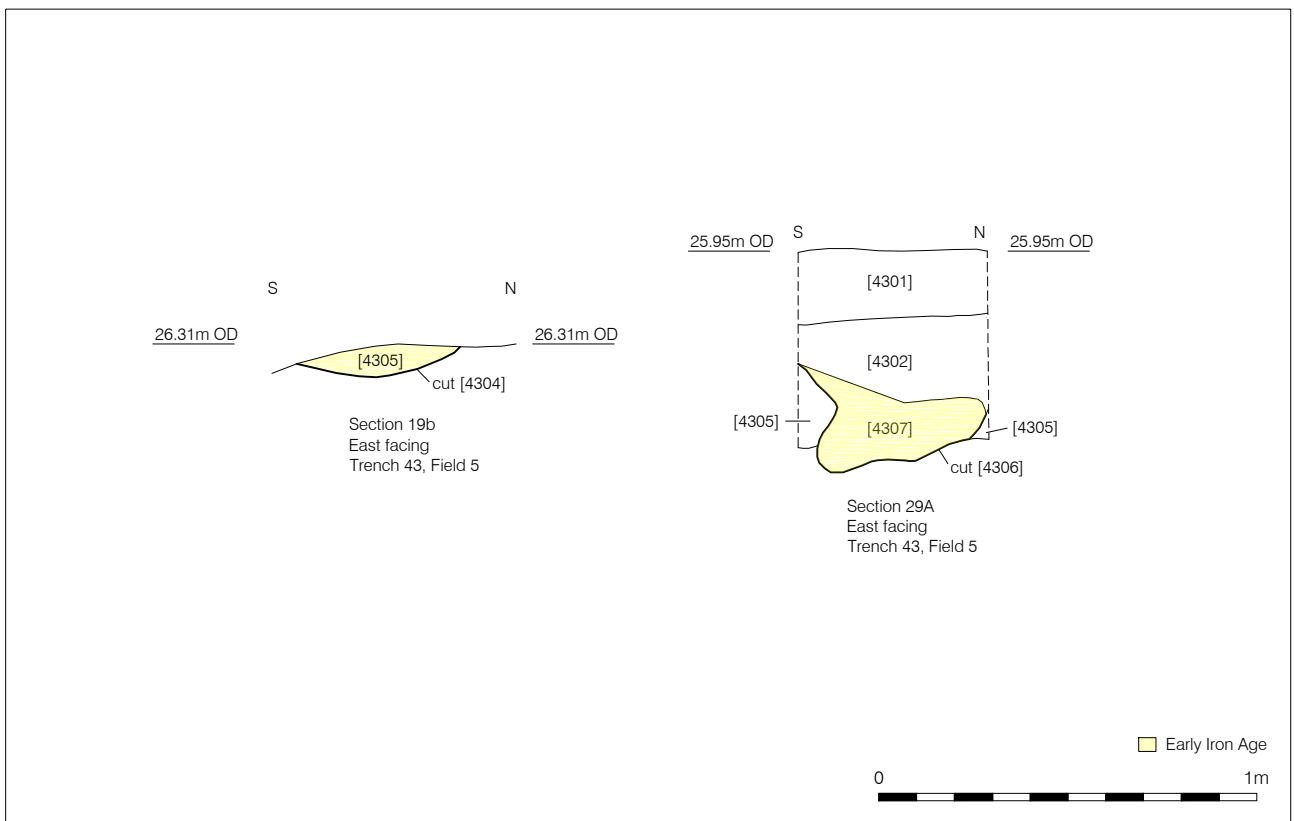 S N
26.31m OD 26.31m OD
[4305]
cut [4304]
Section 19b
East facing
Trench 43, Field 5
S N
25.95m OD 25.95m OD
[4301]
[4302]
[4305] [4307] [4305]
cut [4306]
Section 29A
East facing
Trench 43, Field 5
Early Iron Age
0 1m